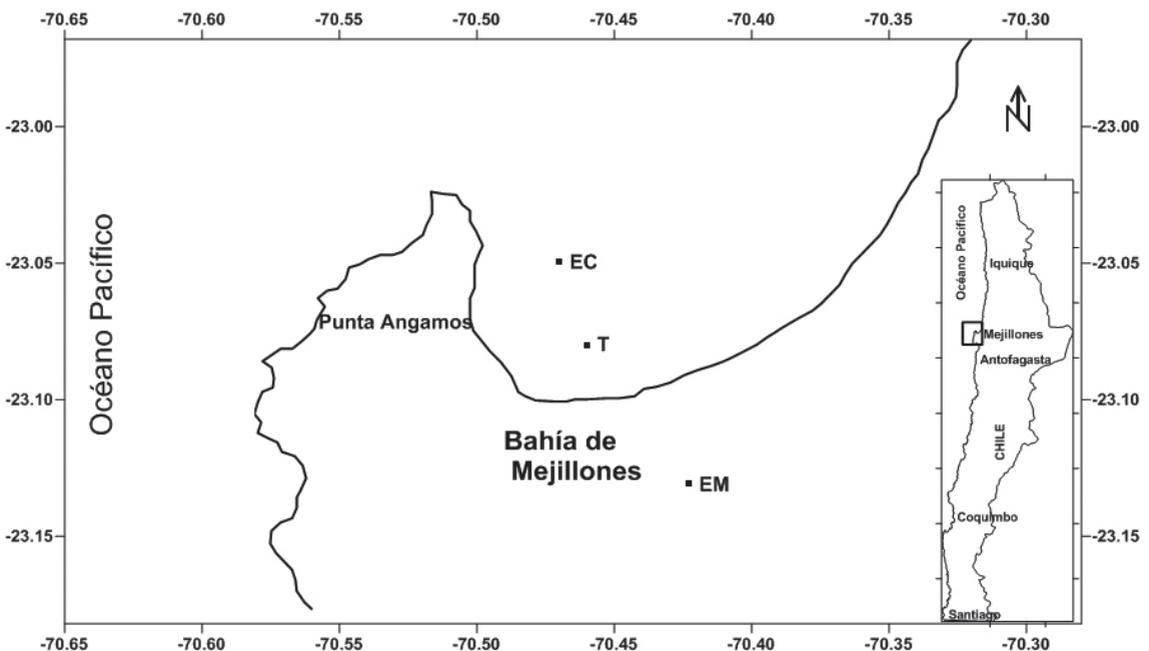 -70.65 -70.60 -70.55 -70.50 -70.45 -70.40 -70.35 -70.30
N
-23.00 -23.00
-23.05 -23.05
-23.10 -23.10
-23.15 -23.15
Océano Pacífico
EC
Punta Angamos
T
Bahía de
Mejillones
EM
Océano Pacífico
Iquique
Mejillones
Antofagasta
CHILE
Coquimbo
Santiago
-70.65 -70.60 -70.55 -70.50 -70.45 -70.40 -70.35 -70.30